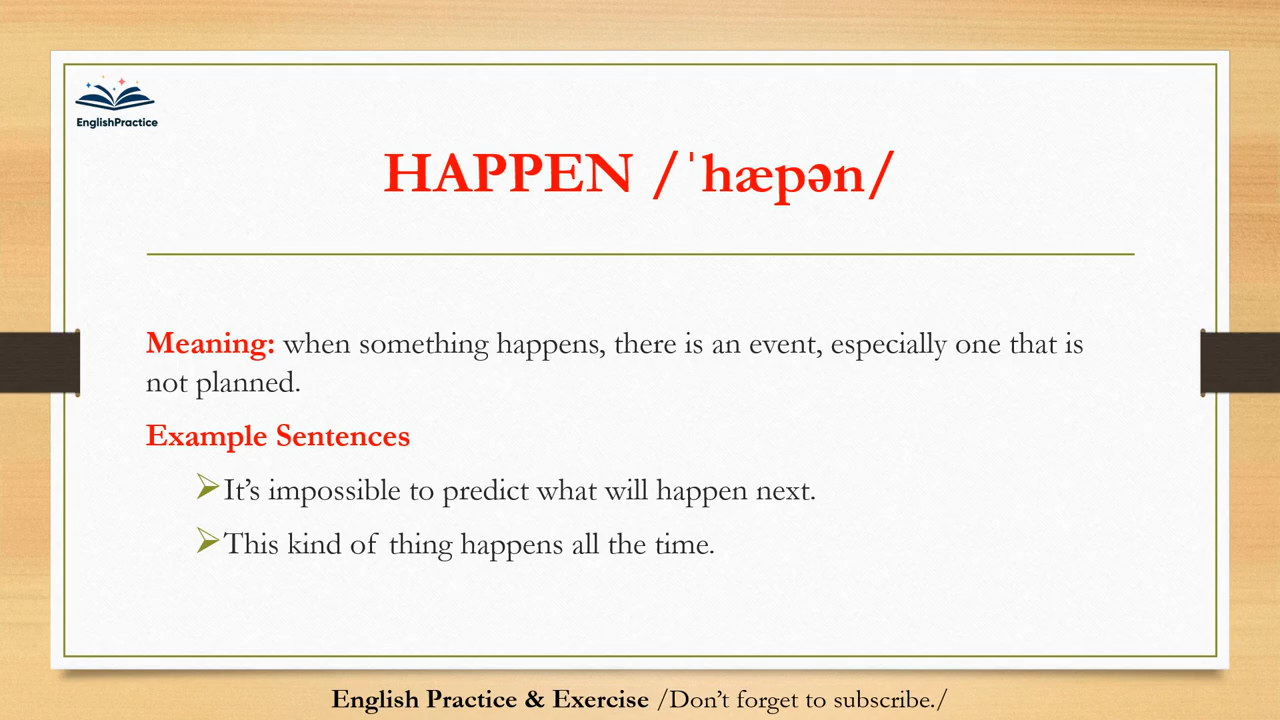 EnglishPractice
HAPPEN /ˈhæpən/
Meaning: when something happens, there is an event, especially one that is
not planned.
Example Sentences
It’s impossible to predict what will happen next.
This kind of thing happens all the time.
English Practice & Exercise /Don’t forget to subscribe./